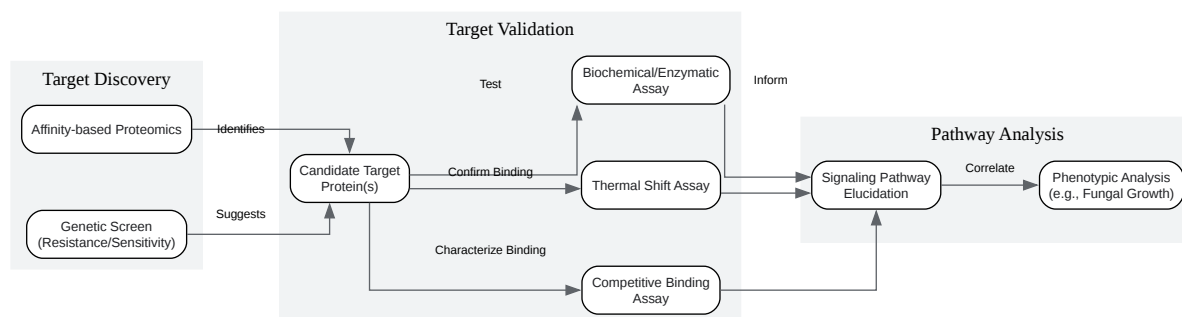 Target Discovery
Affinity-based Proteomics
Genetic Screen
(Resistance/Sensitivity)
Identifies
Suggests
Target Validation
Candidate Target
Protein(s)
Test
Confirm Binding
Characterize Binding
Biochemical/Enzymatic
Assay
Thermal Shift Assay
Competitive Binding
Assay
Inform
Pathway Analysis
Signaling Pathway
Elucidation
Correlate
Phenotypic Analysis
(e.g., Fungal Growth)